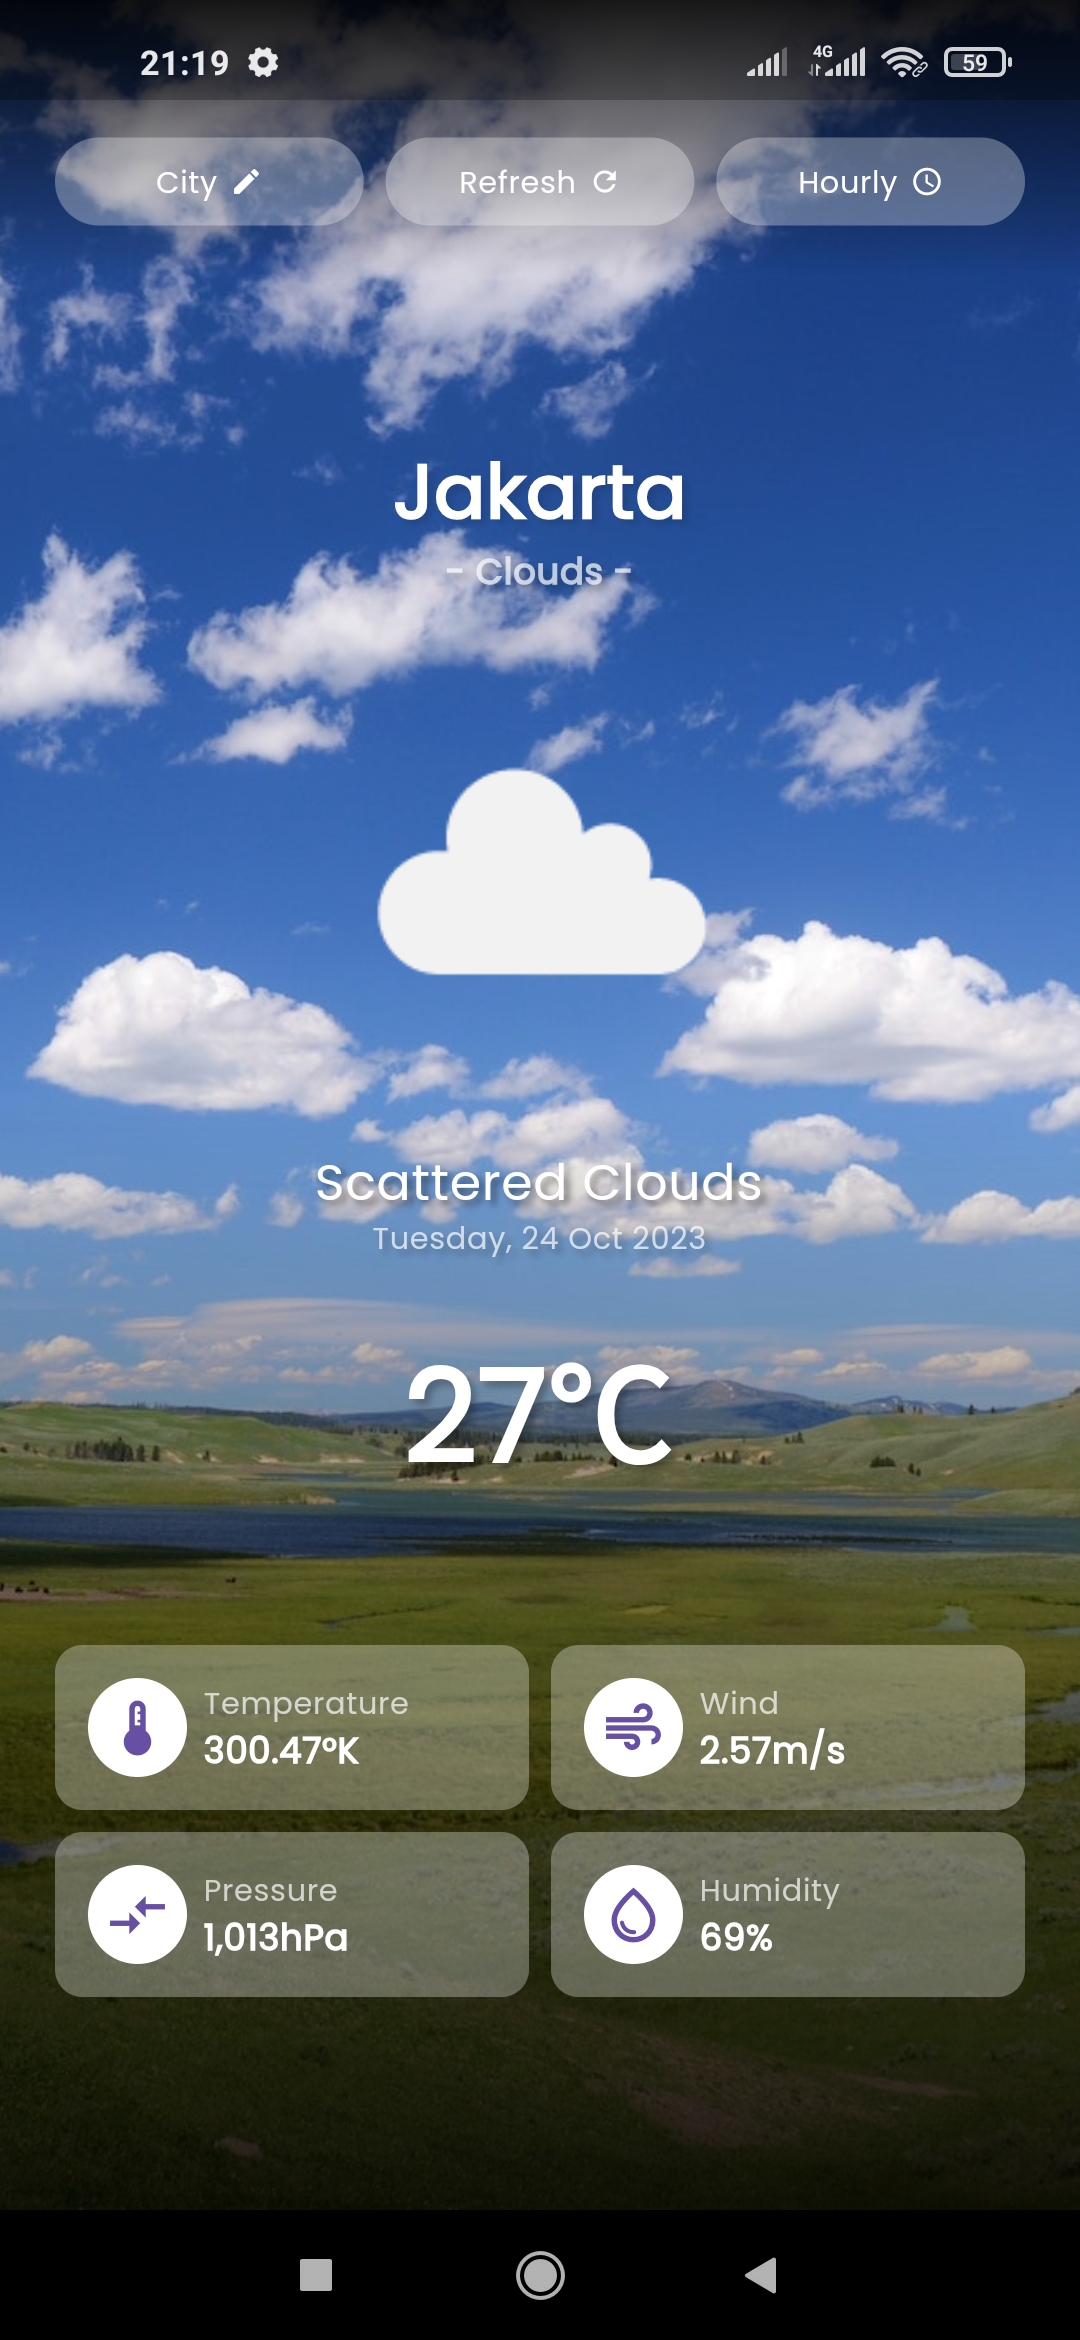 21:19 4G 59
City Refresh Hourly
Jakarta
- Clouds -
Scattered Clouds
Tuesday, 24 Oct 2023
27°C
Temperature
300.47°K
Wind
2.57m/s
Pressure
1,013hPa
Humidity
69%